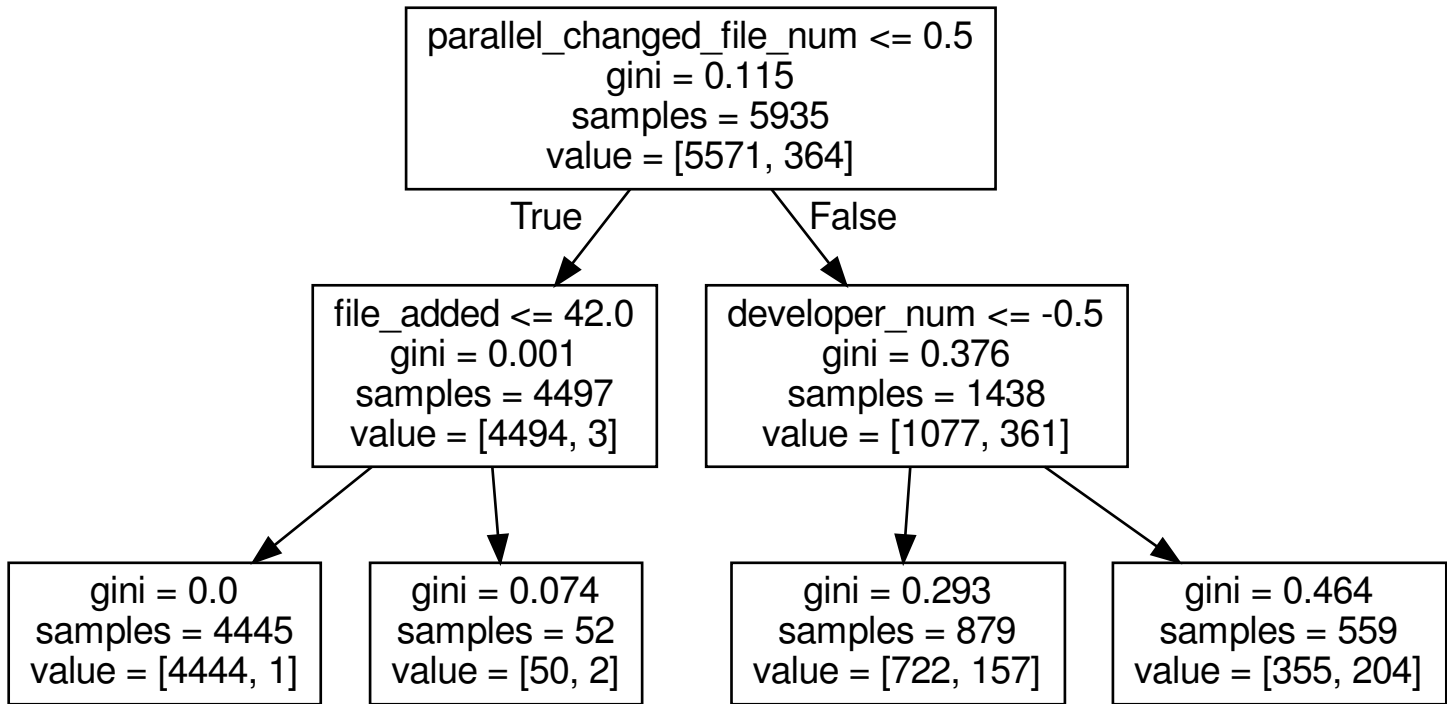 parallel_changed_file_num <= 0.5
gini = 0.115
samples = 5935
value = [5571, 364]
True
False
file_added <= 42.0
gini = 0.001
samples = 4497
value = [4494, 3]
developer_num <= -0.5
gini = 0.376
samples = 1438
value = [1077, 361]
gini = 0.0
samples = 4445
value = [4444, 1]
gini = 0.074
samples = 52
value = [50, 2]
gini = 0.293
samples = 879
value = [722, 157]
gini = 0.464
samples = 559
value = [355, 204]